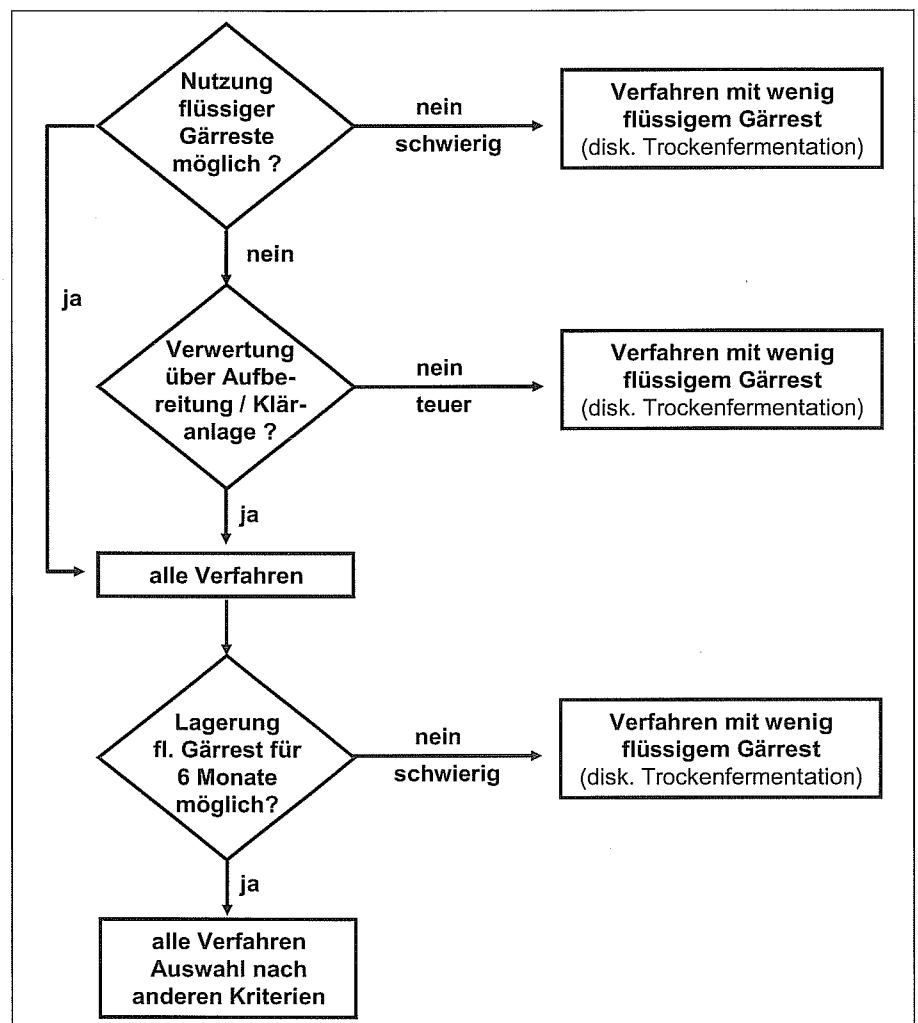 Nutzung
flüssiger
Gärreste
möglich ?
nein
schwierig
Verfahren mit wenig
flüssigem Gärrest
(disk. Trockenfermentation)
nein
ja
Verwertung
über Aufbe-
reitung / Klär-
anlage ?
nein
teuer
Verfahren mit wenig
flüssigem Gärrest
(disk. Trockenfermentation)
ja
alle Verfahren
Lagerung
fl. Gärrest für
6 Monate
möglich?
nein
schwierig
Verfahren mit wenig
flüssigem Gärrest
(disk. Trockenfermentation)
ja
alle Verfahren
Auswahl nach
anderen Kriterien